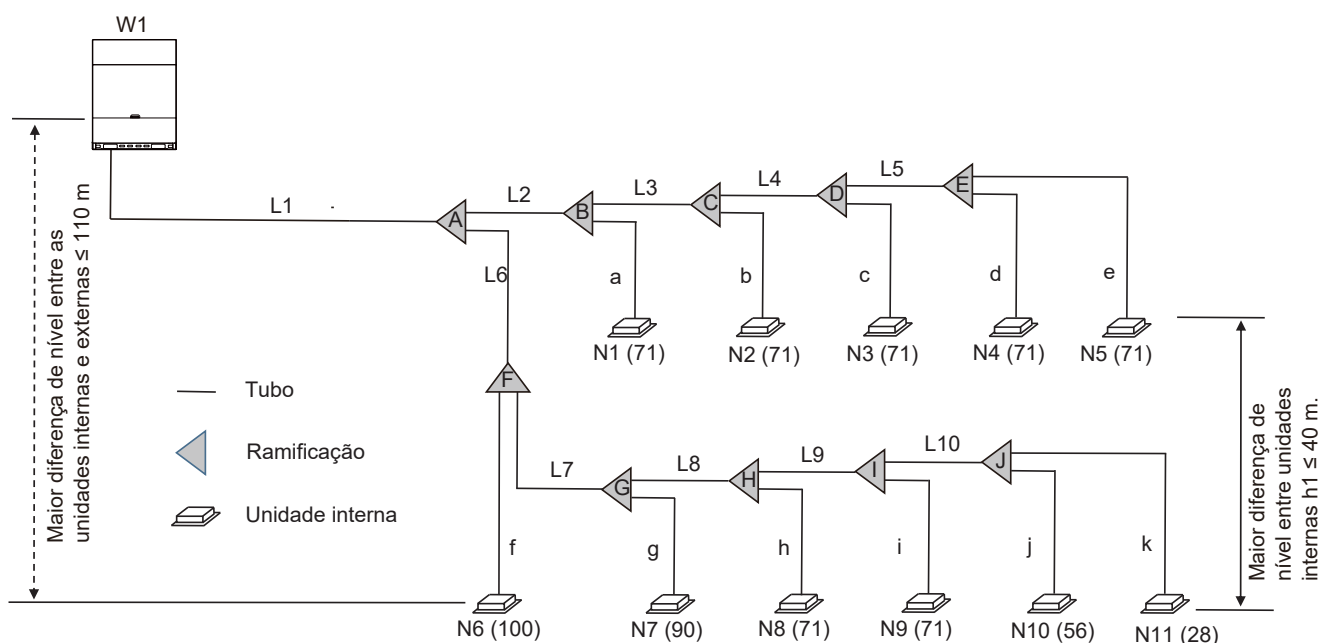 W1
Maior diferença de nível entre as
unidades internas e externas ≤ 110 m
L1
L2
L3
L4
L5
A
B
C
D
E
L6
a
b
c
d
e
N1 (71)
N2 (71)
N3 (71)
N4 (71)
N5 (71)
F
Tubo
Ramificação
Unidade interna
L7
L8
L9
L10
G
H
I
J
f
g
h
i
j
k
N6 (100)
N7 (90)
N8 (71)
N9 (71)
N10 (56)
N11 (28)
Maior diferença de
nível entre unidades
internas h1 ≤ 40 m.